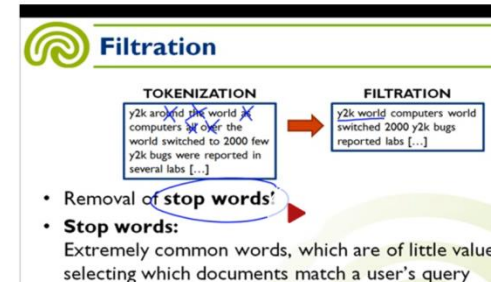 Filtration
TOKENIZATION
y2k around the world as
computers all over the
world switched to 2000 few
y2k bugs were reported in
several labs [...]
FILTRATION
y2k world computers world
switched 2000 y2k bugs
reported labs [...]
• Removal of stop words?
• Stop words:
Extremely common words, which are of little value
selecting which documents match a user's query